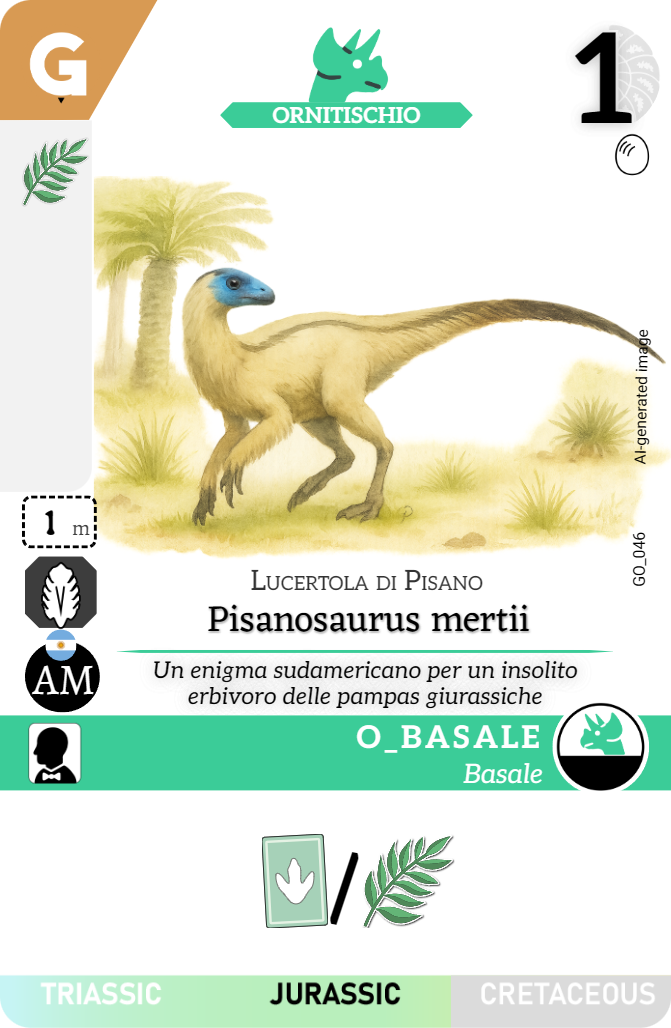 G
ORNITISCHIO
1
AI-generated image
1 m
GO_046
Lucertola di Pisano
Pisanosaurus mertii
AM
Un enigma sudamericano per un insolito
erbivoro delle pampas giurassiche
O_BASALE
Basale
/
TRIASSIC JURASSIC CRETACEOUS